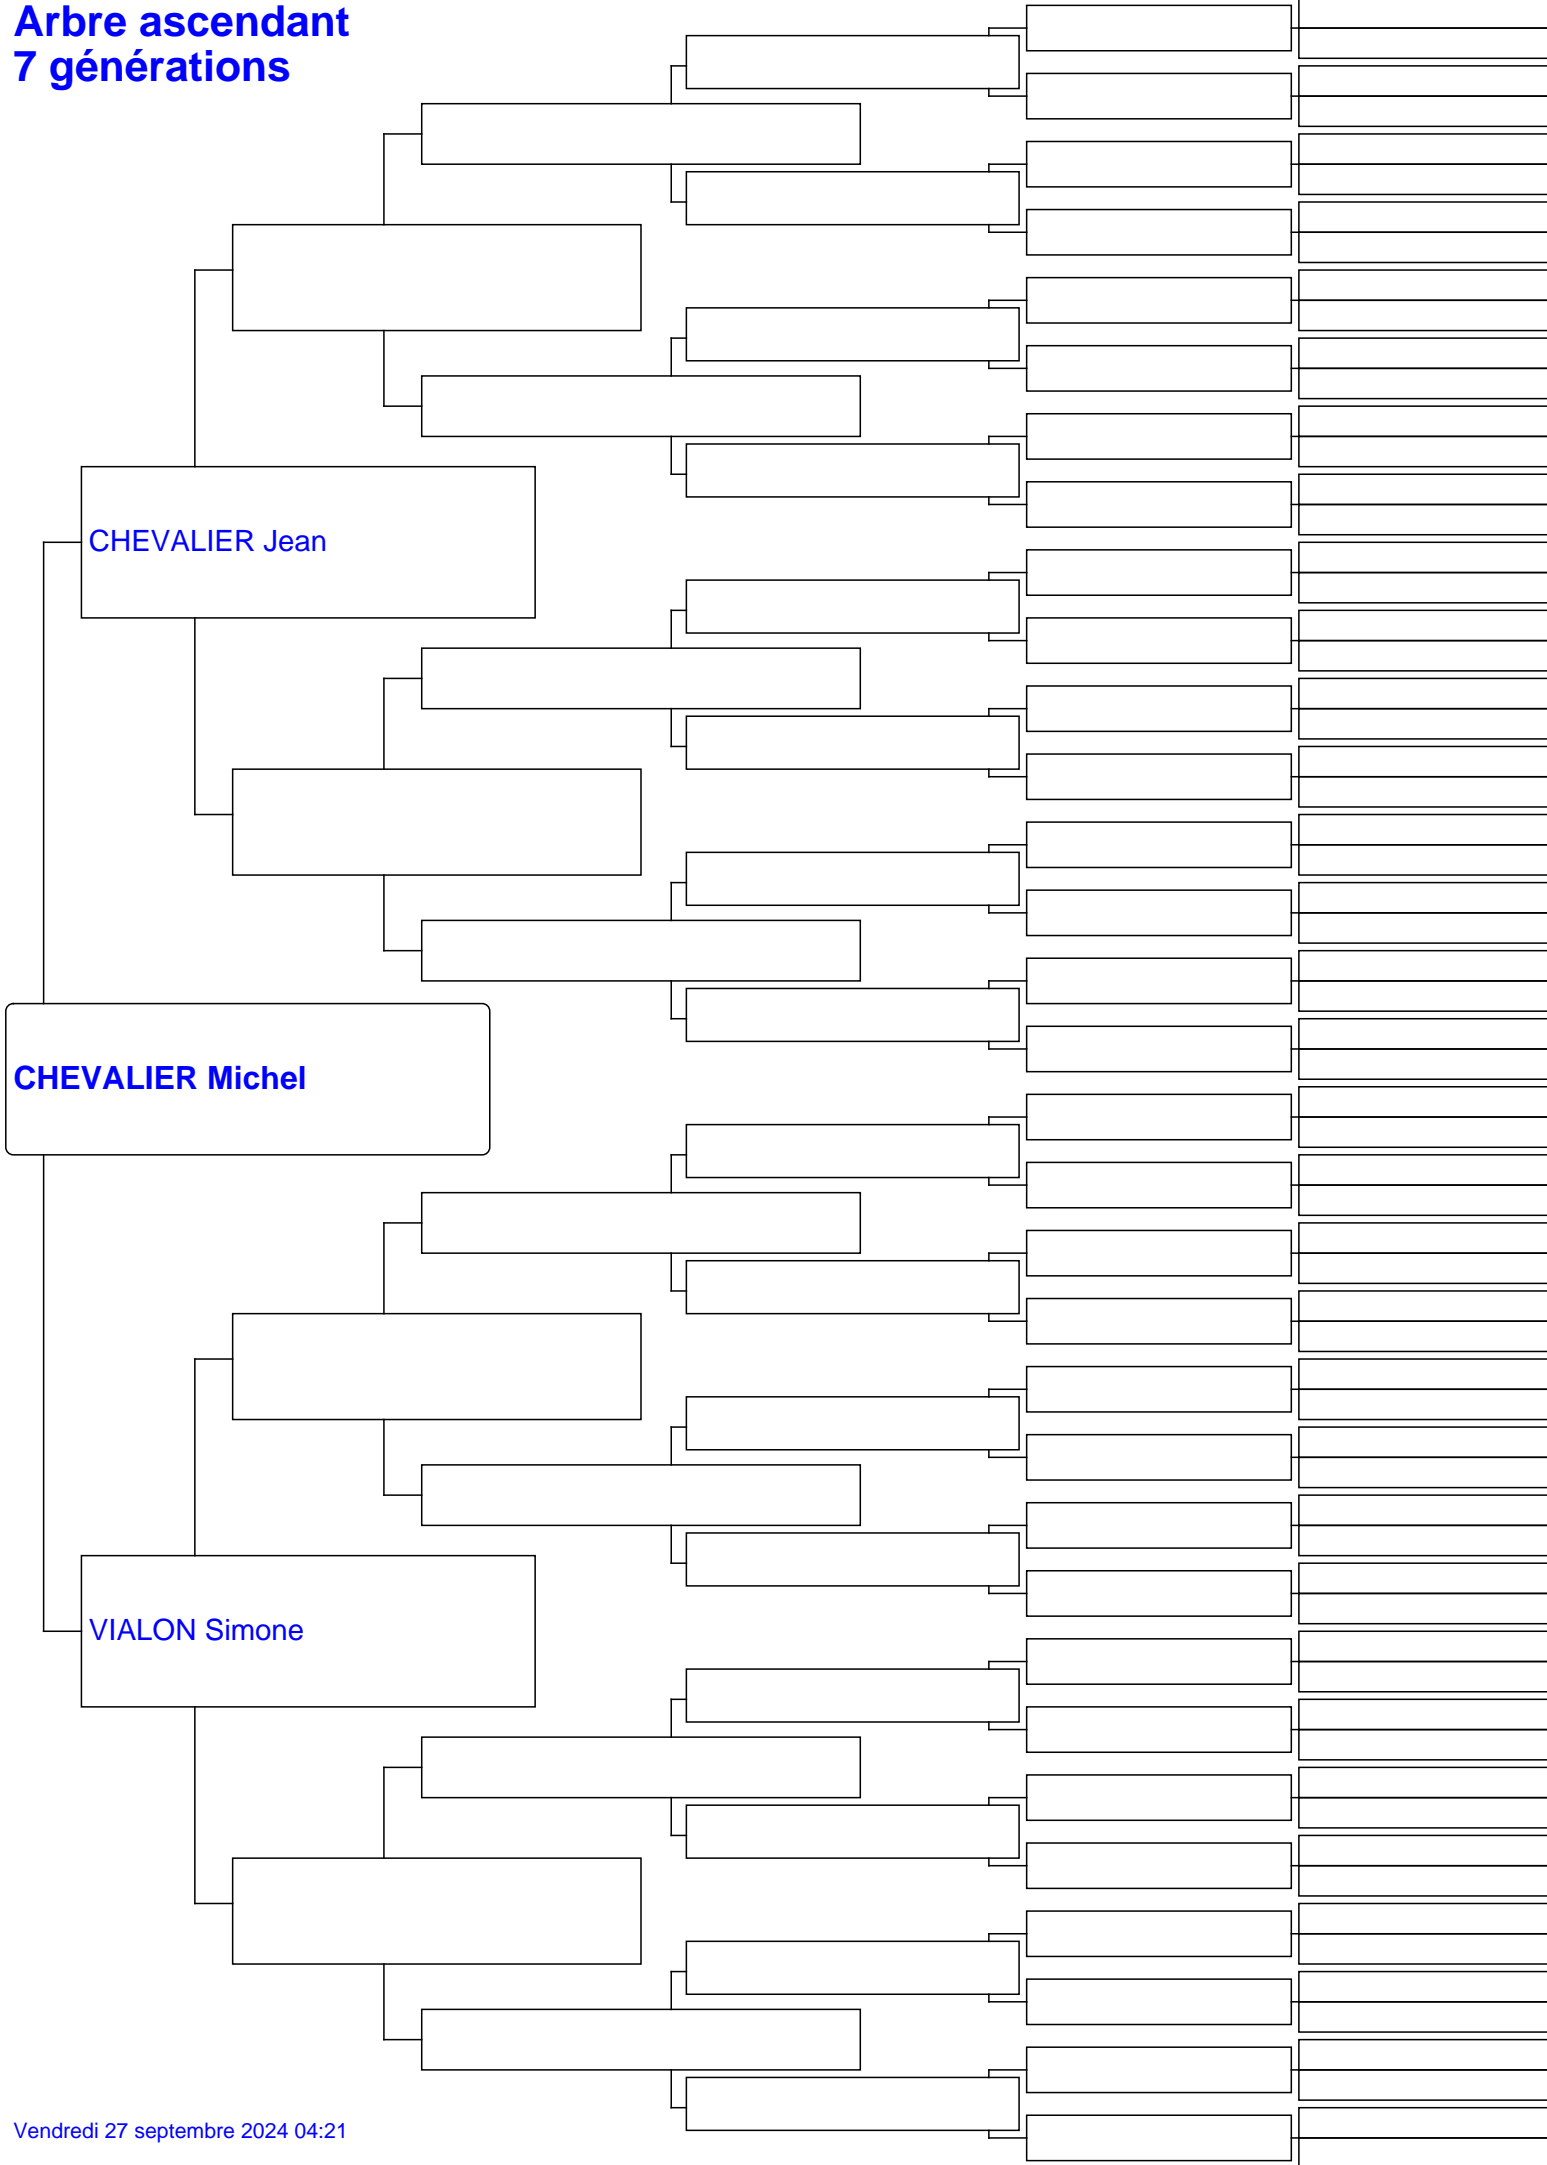 Arbre ascendant
7 générations
CHEVALIER Jean
CHEVALIER Michel
VIALON Simone
Vendredi 27 septembre 2024 04:21